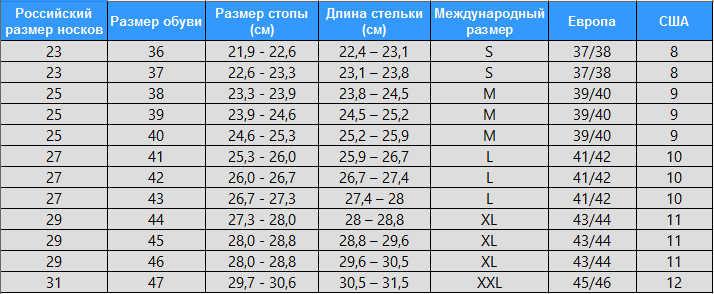 Российский размер носков Размер обуви Размер стопы (см) Длина стельки (см) Международный размер Европа США
23 36 21,9 - 22,6 22,4 – 23,1 S 37/38 8
23 37 22,6 - 23,3 23,1 – 23,8 S 37/38 8
25 38 23,3 - 23,9 23,8 – 24,5 M 39/40 9
25 39 23,9 - 24,6 24,5 – 25,2 M 39/40 9
25 40 24,6 - 25,3 25,2 – 25,9 M 39/40 9
27 41 25,3 - 26,0 25,9 – 26,7 L 41/42 10
27 42 26,0 - 26,7 26,7 – 27,4 L 41/42 10
27 43 26,7 - 27,3 27,4 – 28 L 41/42 10
29 44 27,3 - 28,0 28 – 28,8 XL 43/44 11
29 45 28,0 - 28,8 28,8 – 29,6 XL 43/44 11
29 46 28,0 - 28,8 29,6 – 30,5 XL 43/44 11
31 47 29,7 - 30,6 30,5 – 31,5 XXL 45/46 12